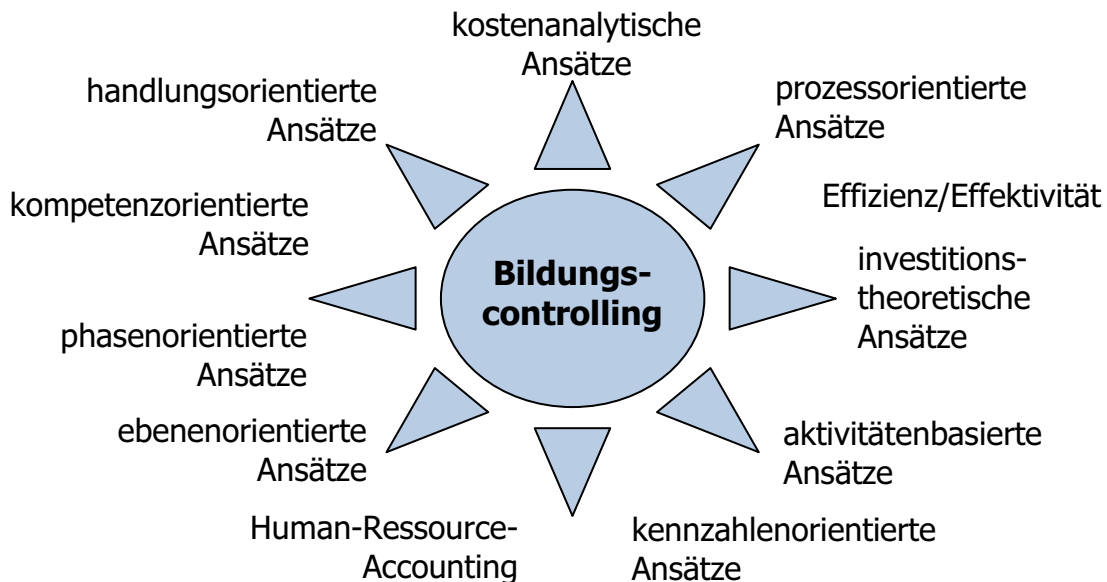 kostenanalytische
Ansätze
handlungsorientierte
Ansätze
prozessorientierte
Ansätze
kompetenzorientierte
Ansätze
Effizienz/Effektivität
Bildungs-
controlling
investitions-
theoretische
Ansätze
phasenorientierte
Ansätze
ebenenorientierte
Ansätze
aktivitätenbasierte
Ansätze
Human-Ressource-
Accounting
kennzahlenorientierte
Ansätze